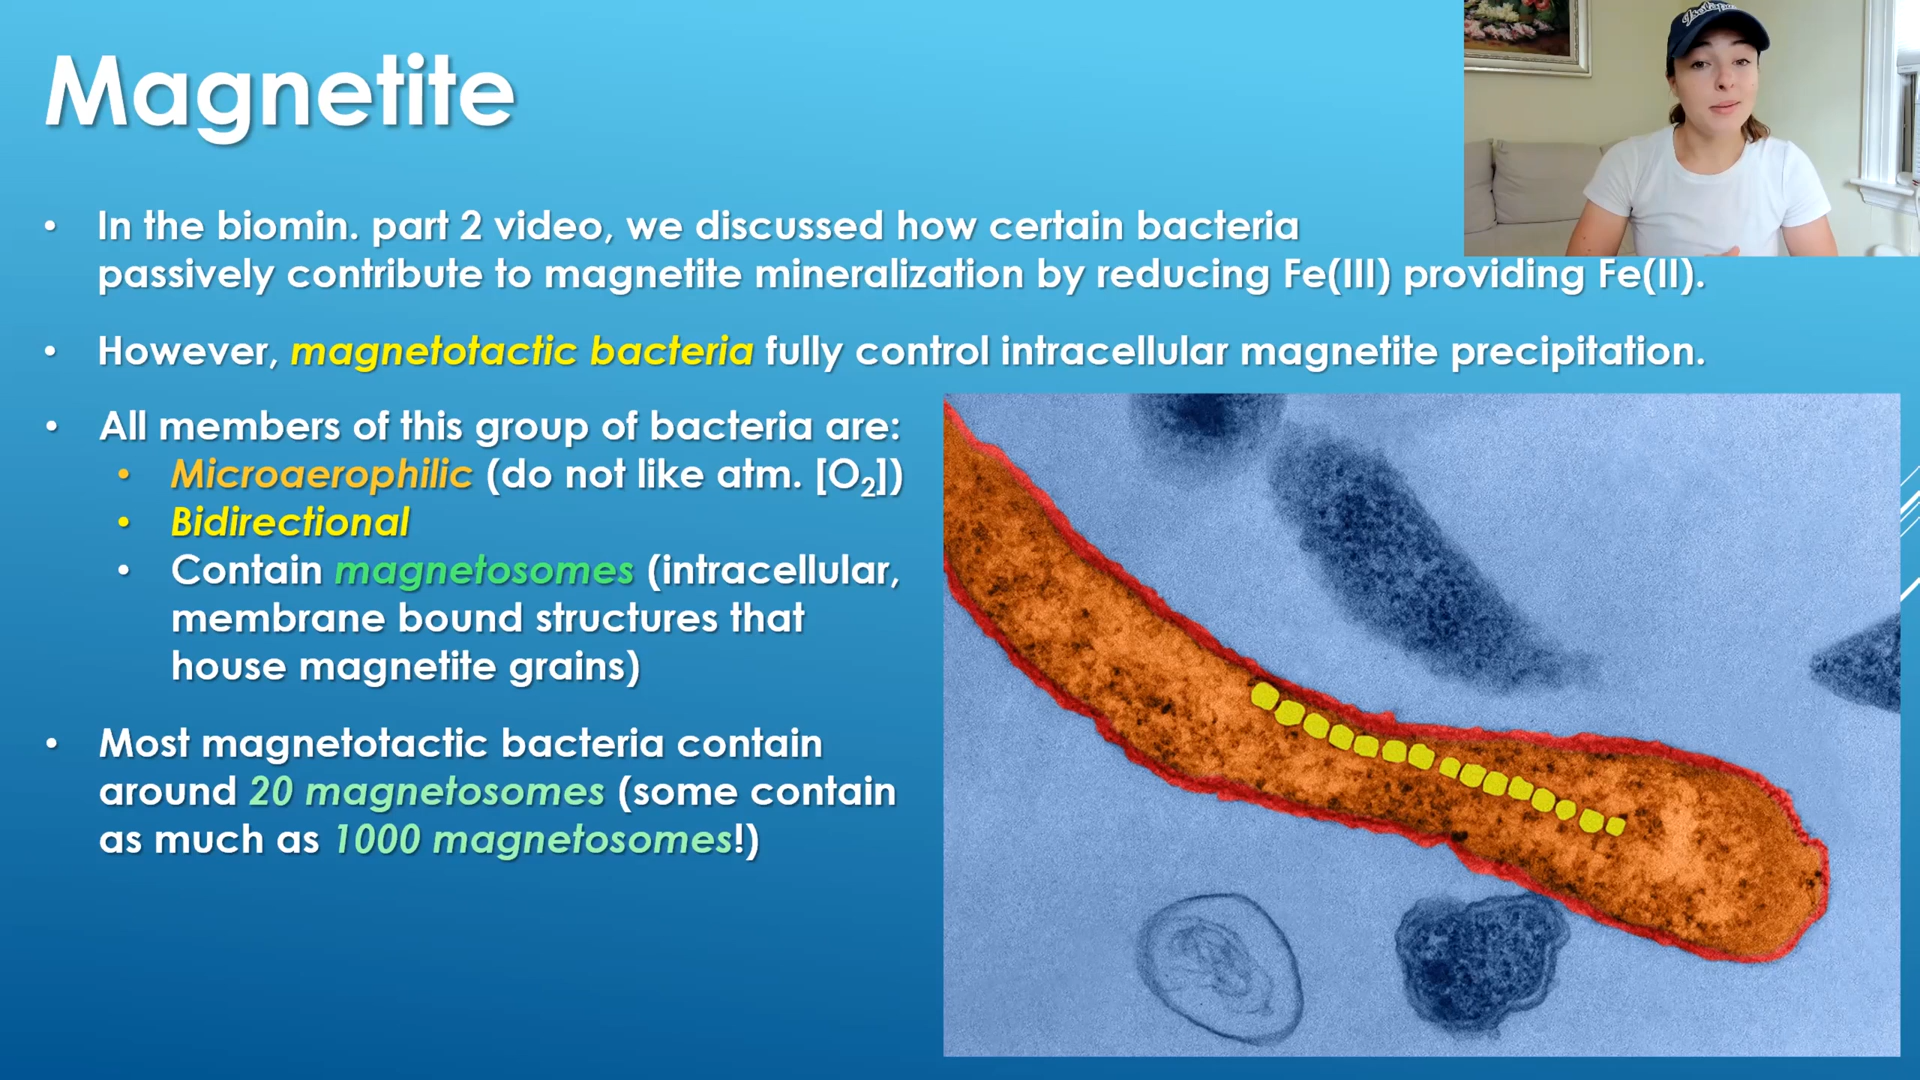 Magnetite
• In the biomin. part 2 video, we discussed how certain bacteria
passively contribute to magnetite mineralization by reducing Fe(III) providing Fe(II).
• However, magnetotactic bacteria fully control intracellular magnetite precipitation.
• All members of this group of bacteria are:
• Microaerophilic (do not like atm. [O₂])
• Bidirectional
• Contain magnetosomes (intracellular,
membrane bound structures that
house magnetite grains)
• Most magnetotactic bacteria contain
around 20 magnetosomes (some contain
as much as 1000 magnetosomes!)